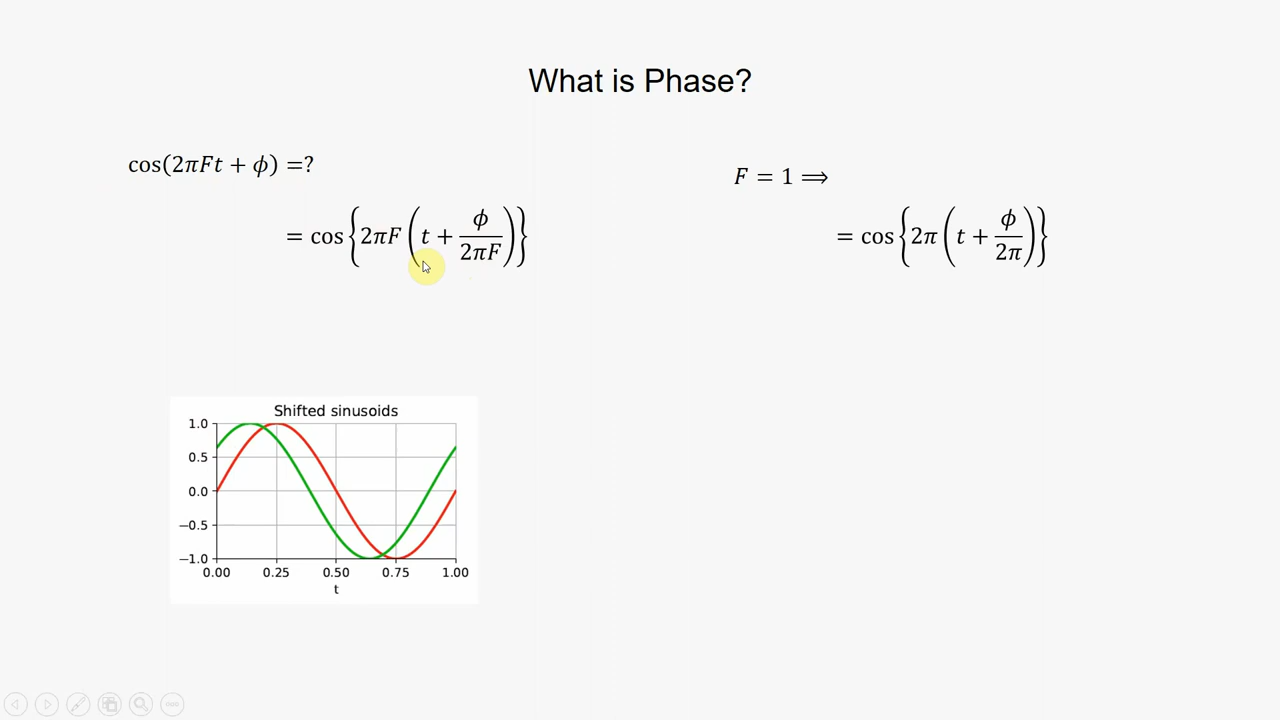 What is Phase?
cos(2πFt + ϕ) =?
= cos{2πF(t + ϕ/2πF)}
F = 1 ⟹
= cos{2π(t + ϕ/2π)}
Shifted sinusoids
1.0
0.5
0.0
−0.5
−1.0
0.00 0.25 0.50 0.75 1.00
t